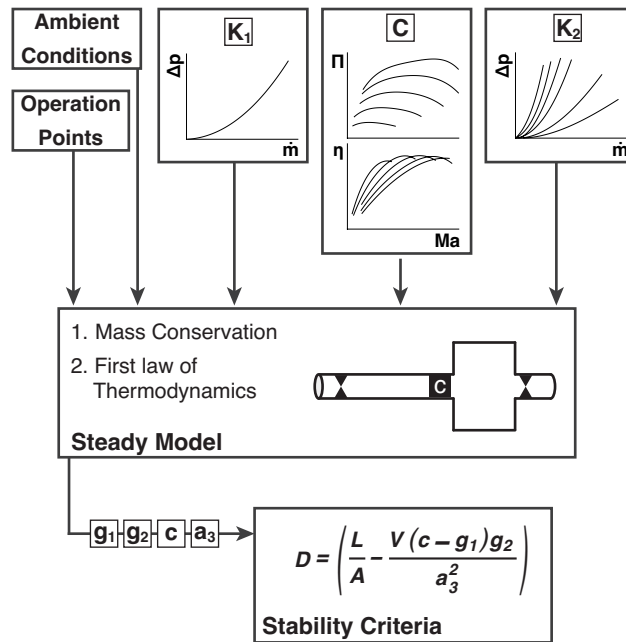 Ambient
Conditions
Operation
Points
K₁
Δp
ṁ
C
Π
η
Ma
K₂
Δp
ṁ
1. Mass Conservation
2. First law of
Thermodynamics
C
Steady Model
g₁ g₂ c a₃
D = ( L/A − V(c − g₁)g₂ / a₃² )
Stability Criteria